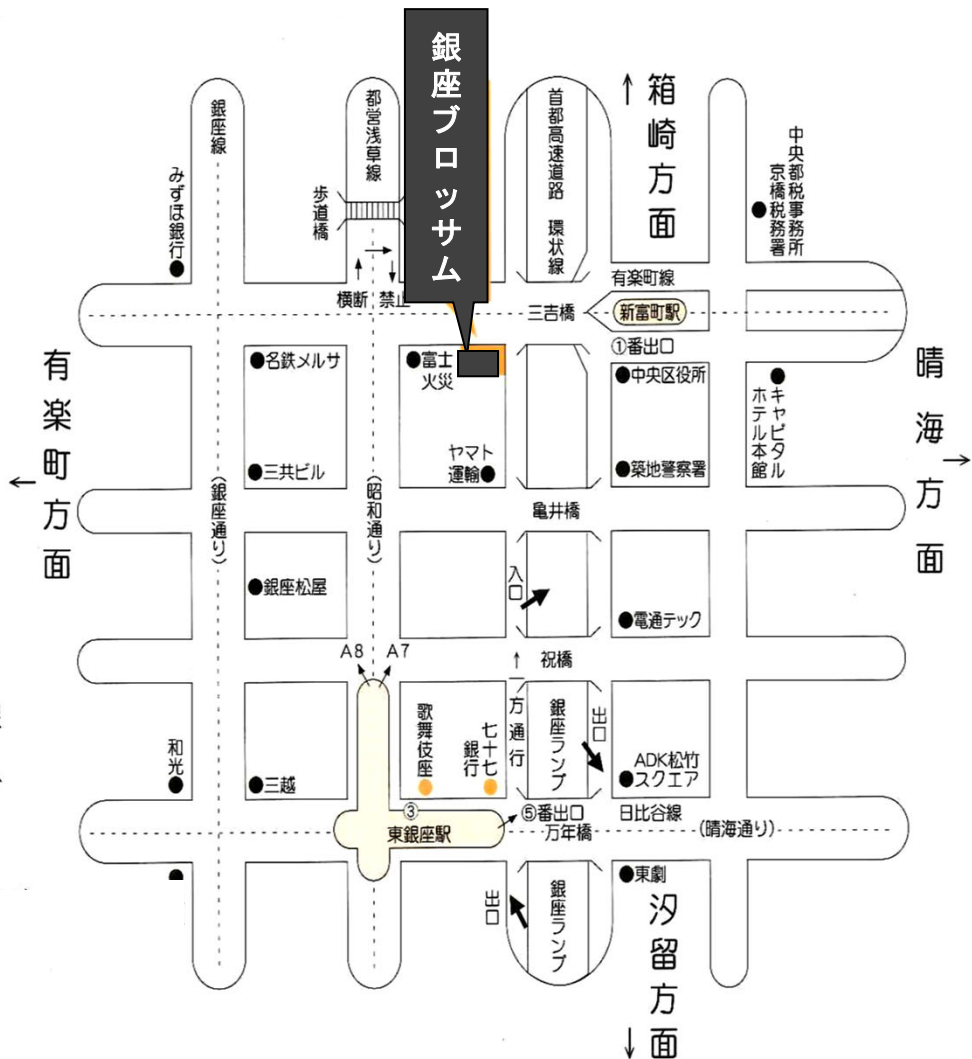 銀座ブロッサム
箱崎方面
銀座線
都営浅草線
首都高速道路 環状線
中央都税事務所
京橋税務署
みずほ銀行
歩道橋
横断 禁止
有楽町線
三吉橋
新富町駅
①番出口
有楽町方面
晴海方面
名鉄メルサ
富士
火災
中央区役所
キャピタル
ホテル本館
三共ビル
ヤマト
運輸
築地警察署
(銀座通り)
(昭和通り)
亀井橋
銀座松屋
入口
電通テック
A8
A7
祝橋
一方通行
歌舞伎座
七十七
銀行
銀座ランプ
出口
ADK松竹
スクエア
和光
三越
③
⑤番出口
日比谷線
東銀座駅
万年橋
(晴海通り)
東劇
出口
銀座ランプ
汐留方面